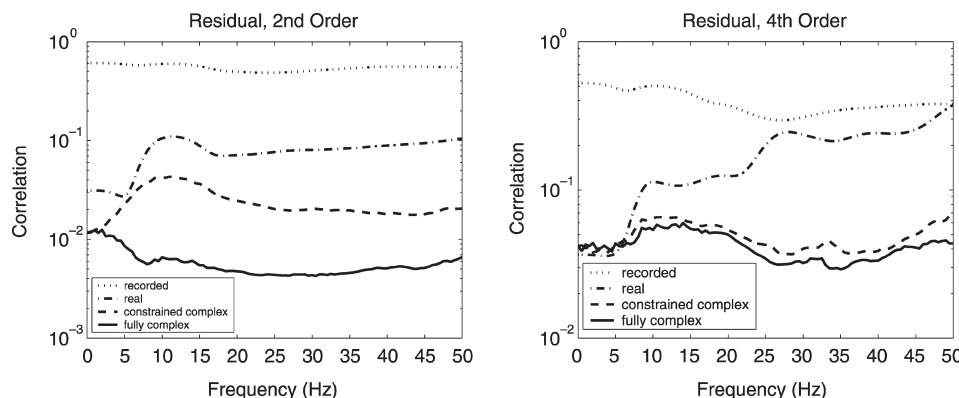 Residual, 2nd Order
10^0
10^-1
10^-2
10^-3
Correlation
recorded
real
constrained complex
fully complex
0 5 10 15 20 25 30 35 40 45 50
Frequency (Hz)
Residual, 4th Order
10^0
10^-1
10^-2
Correlation
recorded
real
constrained complex
fully complex
0 5 10 15 20 25 30 35 40 45 50
Frequency (Hz)